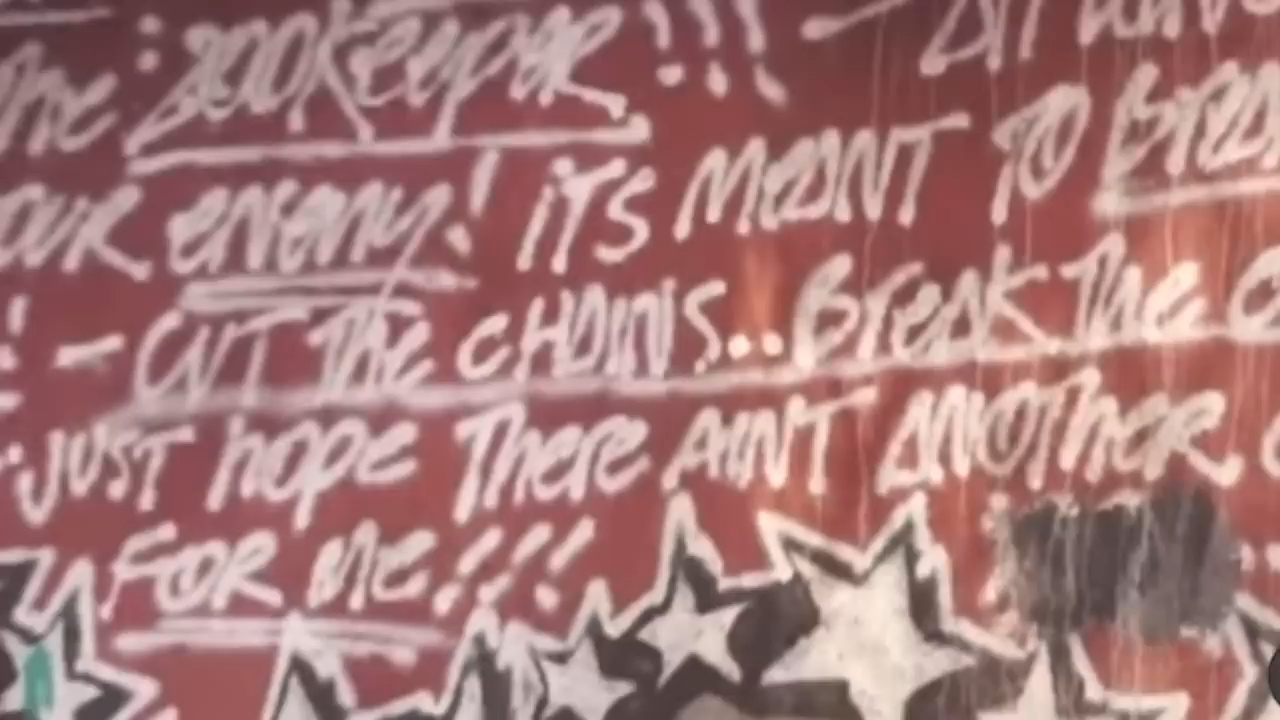 The ZOOKeeper!!! -
OUR enemy! iTS MEANT TO Brea
! - CUT The CHAINS.. Break The C
JUST hope There AINT ANOTher
FOR Me!!!